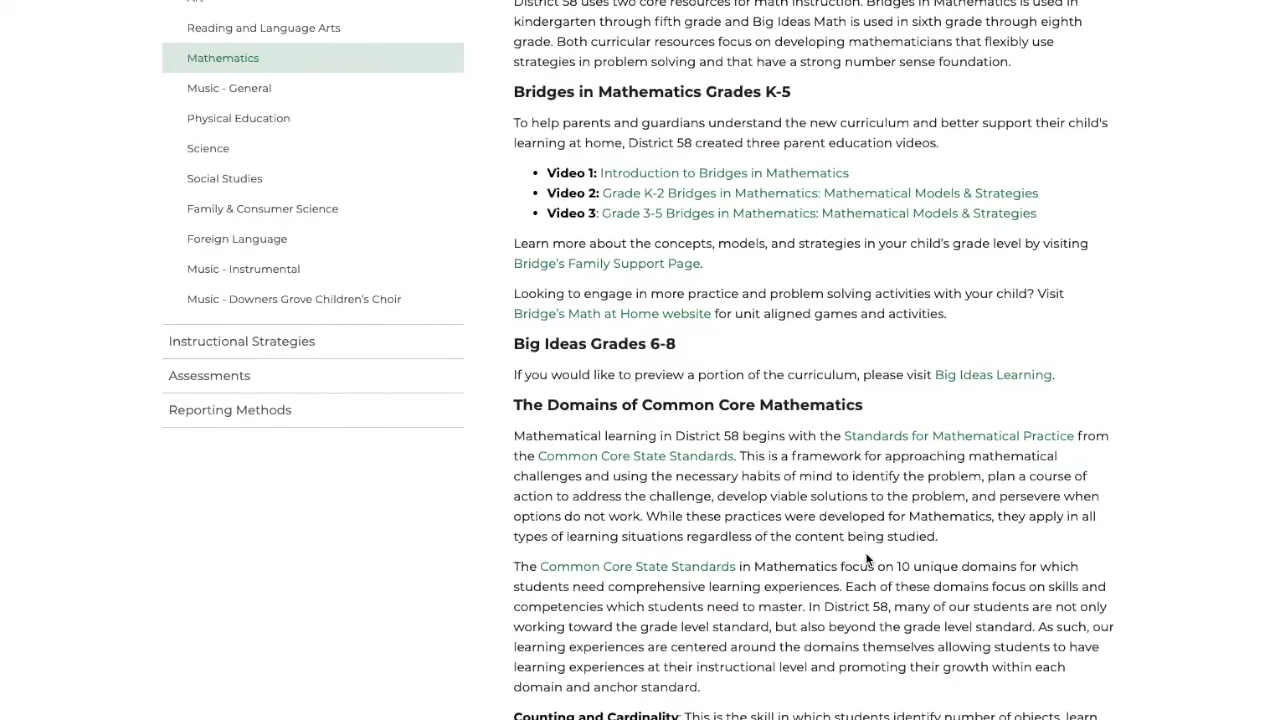 Reading and Language Arts
Mathematics
Music - General
Physical Education
Science
Social Studies
Family & Consumer Science
Foreign Language
Music - Instrumental
Music - Downers Grove Children's Choir
Instructional Strategies
Assessments
Reporting Methods
District 58 uses two core resources for math instruction. Bridges in Mathematics is used in
kindergarten through fifth grade and Big Ideas Math is used in sixth grade through eighth
grade. Both curricular resources focus on developing mathematicians that flexibly use
strategies in problem solving and that have a strong number sense foundation.
Bridges in Mathematics Grades K-5
To help parents and guardians understand the new curriculum and better support their child's
learning at home, District 58 created three parent education videos.
• Video 1: Introduction to Bridges in Mathematics
• Video 2: Grade K-2 Bridges in Mathematics: Mathematical Models & Strategies
• Video 3: Grade 3-5 Bridges in Mathematics: Mathematical Models & Strategies
Learn more about the concepts, models, and strategies in your child's grade level by visiting
Bridge's Family Support Page.
Looking to engage in more practice and problem solving activities with your child? Visit
Bridge's Math at Home website for unit aligned games and activities.
Big Ideas Grades 6-8
If you would like to preview a portion of the curriculum, please visit Big Ideas Learning.
The Domains of Common Core Mathematics
Mathematical learning in District 58 begins with the Standards for Mathematical Practice from
the Common Core State Standards. This is a framework for approaching mathematical
challenges and using the necessary habits of mind to identify the problem, plan a course of
action to address the challenge, develop viable solutions to the problem, and persevere when
options do not work. While these practices were developed for Mathematics, they apply in all
types of learning situations regardless of the content being studied.
The Common Core State Standards in Mathematics focus on 10 unique domains for which
students need comprehensive learning experiences. Each of these domains focus on skills and
competencies which students need to master. In District 58, many of our students are not only
working toward the grade level standard, but also beyond the grade level standard. As such, our
learning experiences are centered around the domains themselves allowing students to have
learning experiences at their instructional level and promoting their growth within each
domain and anchor standard.
Counting and Cardinality: This is the skill in which students identify number of objects, learn